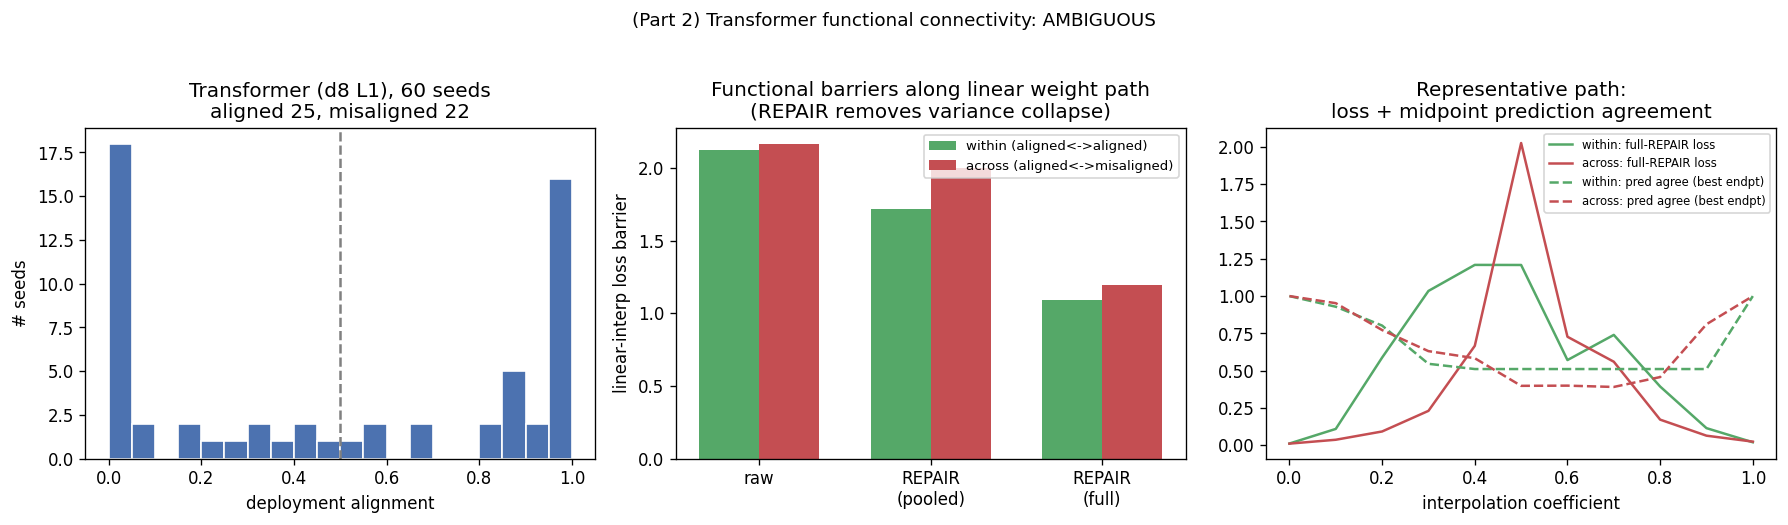 (Part 2) Transformer functional connectivity: AMBIGUOUS
Transformer (d8 L1), 60 seeds
aligned 25, misaligned 22
# seeds
17.5
15.0
12.5
10.0
7.5
5.0
2.5
0.0
0.0
0.2
0.4
0.6
0.8
1.0
deployment alignment
Functional barriers along linear weight path
(REPAIR removes variance collapse)
within (aligned<->aligned)
across (aligned<->misaligned)
linear-interp loss barrier
2.0
1.5
1.0
0.5
0.0
raw
REPAIR
(pooled)
REPAIR
(full)
Representative path:
loss + midpoint prediction agreement
within: full-REPAIR loss
across: full-REPAIR loss
within: pred agree (best endpt)
across: pred agree (best endpt)
2.00
1.75
1.50
1.25
1.00
0.75
0.50
0.25
0.00
0.0
0.2
0.4
0.6
0.8
1.0
interpolation coefficient